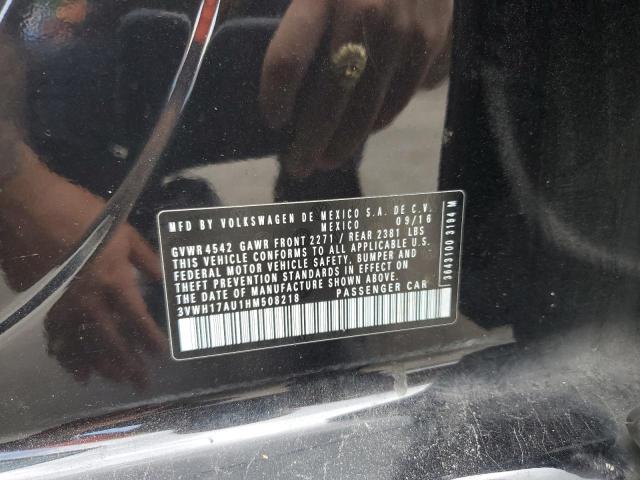 MFD BY VOLKSWAGEN DE MEXICO S.A. DE C.V.
MEXICO 09/16
GVWR 4542 GAWR FRONT 2271 / REAR 2381 LBS
THIS VEHICLE CONFORMS TO ALL APPLICABLE U.S.
FEDERAL MOTOR VEHICLE SAFETY, BUMPER AND
THEFT PREVENTION STANDARDS IN EFFECT ON
THE DATE OF MANUFACTURE SHOWN ABOVE.
3VWH17AU1HM508218 PASSENGER CAR
3643100 3194 M